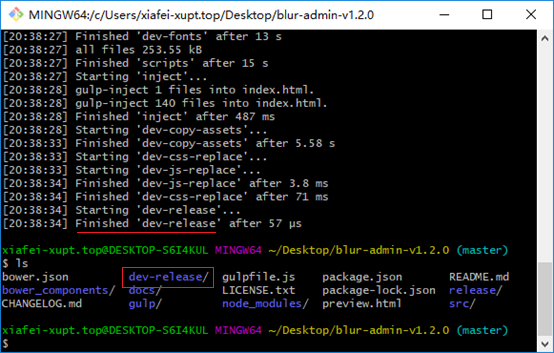 MINGW64:/c/Users/xiafei-xupt.top/Desktop/blur-admin-v1.2.0
[20:38:27] Finished 'dev-fonts' after 13 s
[20:38:27] all files 253.55 kB
[20:38:27] Finished 'scripts' after 15 s
[20:38:27] Starting 'inject'...
[20:38:28] gulp-inject 1 files into index.html.
[20:38:28] gulp-inject 140 files into index.html.
[20:38:28] Finished 'inject' after 487 ms
[20:38:28] Starting 'dev-copy-assets'...
[20:38:33] Finished 'dev-copy-assets' after 5.58 s
[20:38:33] Starting 'dev-css-replace'...
[20:38:33] Starting 'dev-js-replace'...
[20:38:34] Finished 'dev-js-replace' after 3.8 ms
[20:38:34] Finished 'dev-css-replace' after 71 ms
[20:38:34] Starting 'dev-release'...
[20:38:34] Finished 'dev-release' after 57 μs
xiafei-xupt.top@DESKTOP-S6I4KUL MINGW64 ~/Desktop/blur-admin-v1.2.0 (master)
$ ls
bower.json dev-release/ gulpfile.js package.json README.md
bower_components/ docs/ LICENSE.txt package-lock.json release/
CHANGELOG.md gulp/ node_modules/ preview.html src/
xiafei-xupt.top@DESKTOP-S6I4KUL MINGW64 ~/Desktop/blur-admin-v1.2.0 (master)
$